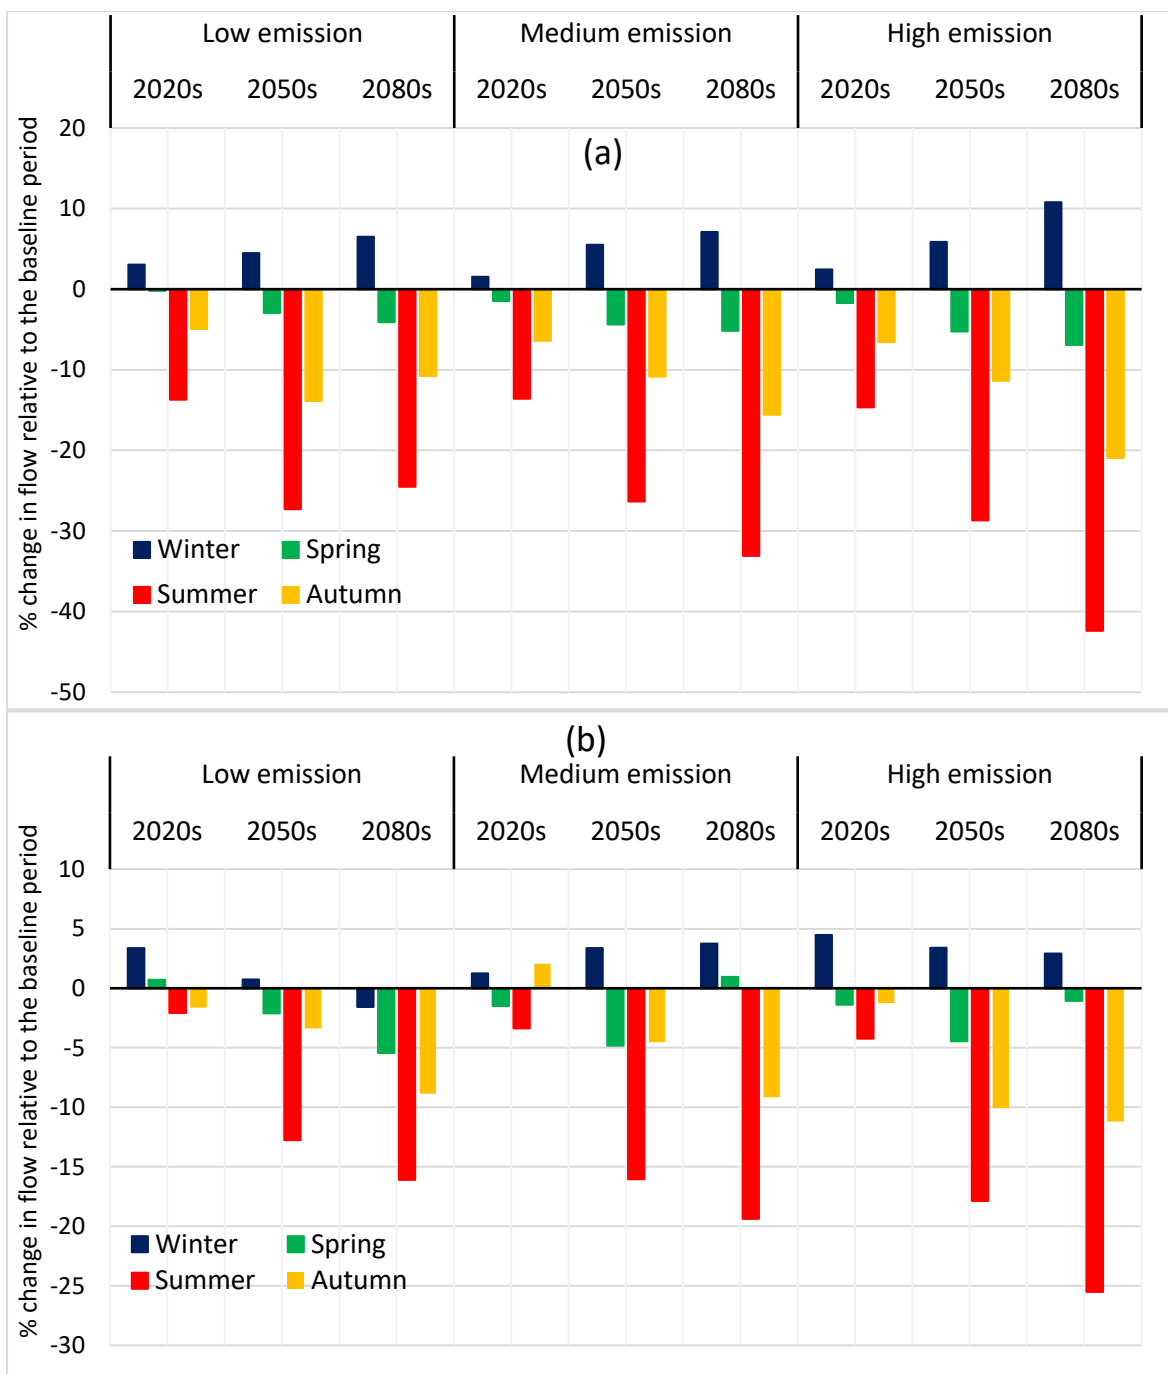 Low emission Medium emission High emission
2020s 2050s 2080s 2020s 2050s 2080s 2020s 2050s 2080s
% change in flow relative to the baseline period
(a)
20
10
0
-10
-20
-30
-40
-50
Winter Spring
Summer Autumn
(b)
Low emission Medium emission High emission
2020s 2050s 2080s 2020s 2050s 2080s 2020s 2050s 2080s
% change in flow relative to the baseline period
10
5
0
-5
-10
-15
-20
-25
-30
Winter Spring
Summer Autumn